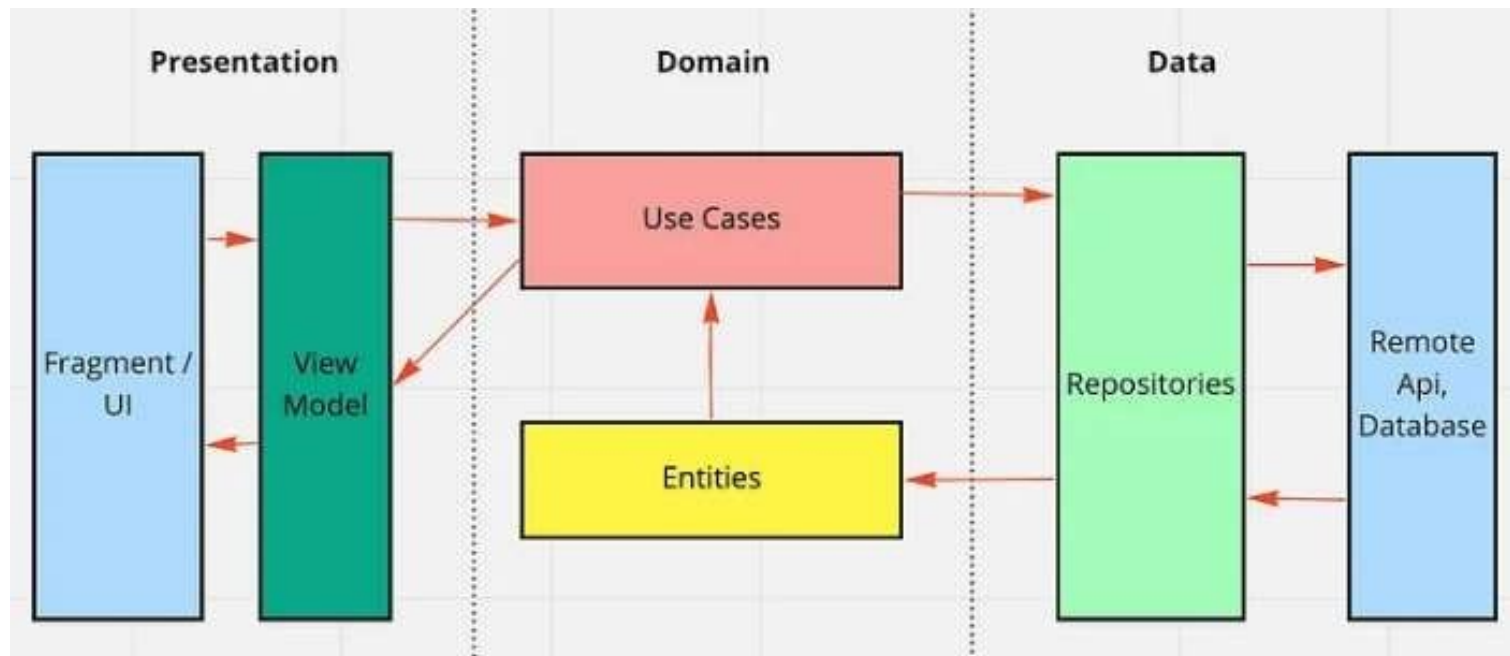 Presentation
Domain
Data
Fragment /
UI
View
Model
Use Cases
Entities
Repositories
Remote
Api,
Database